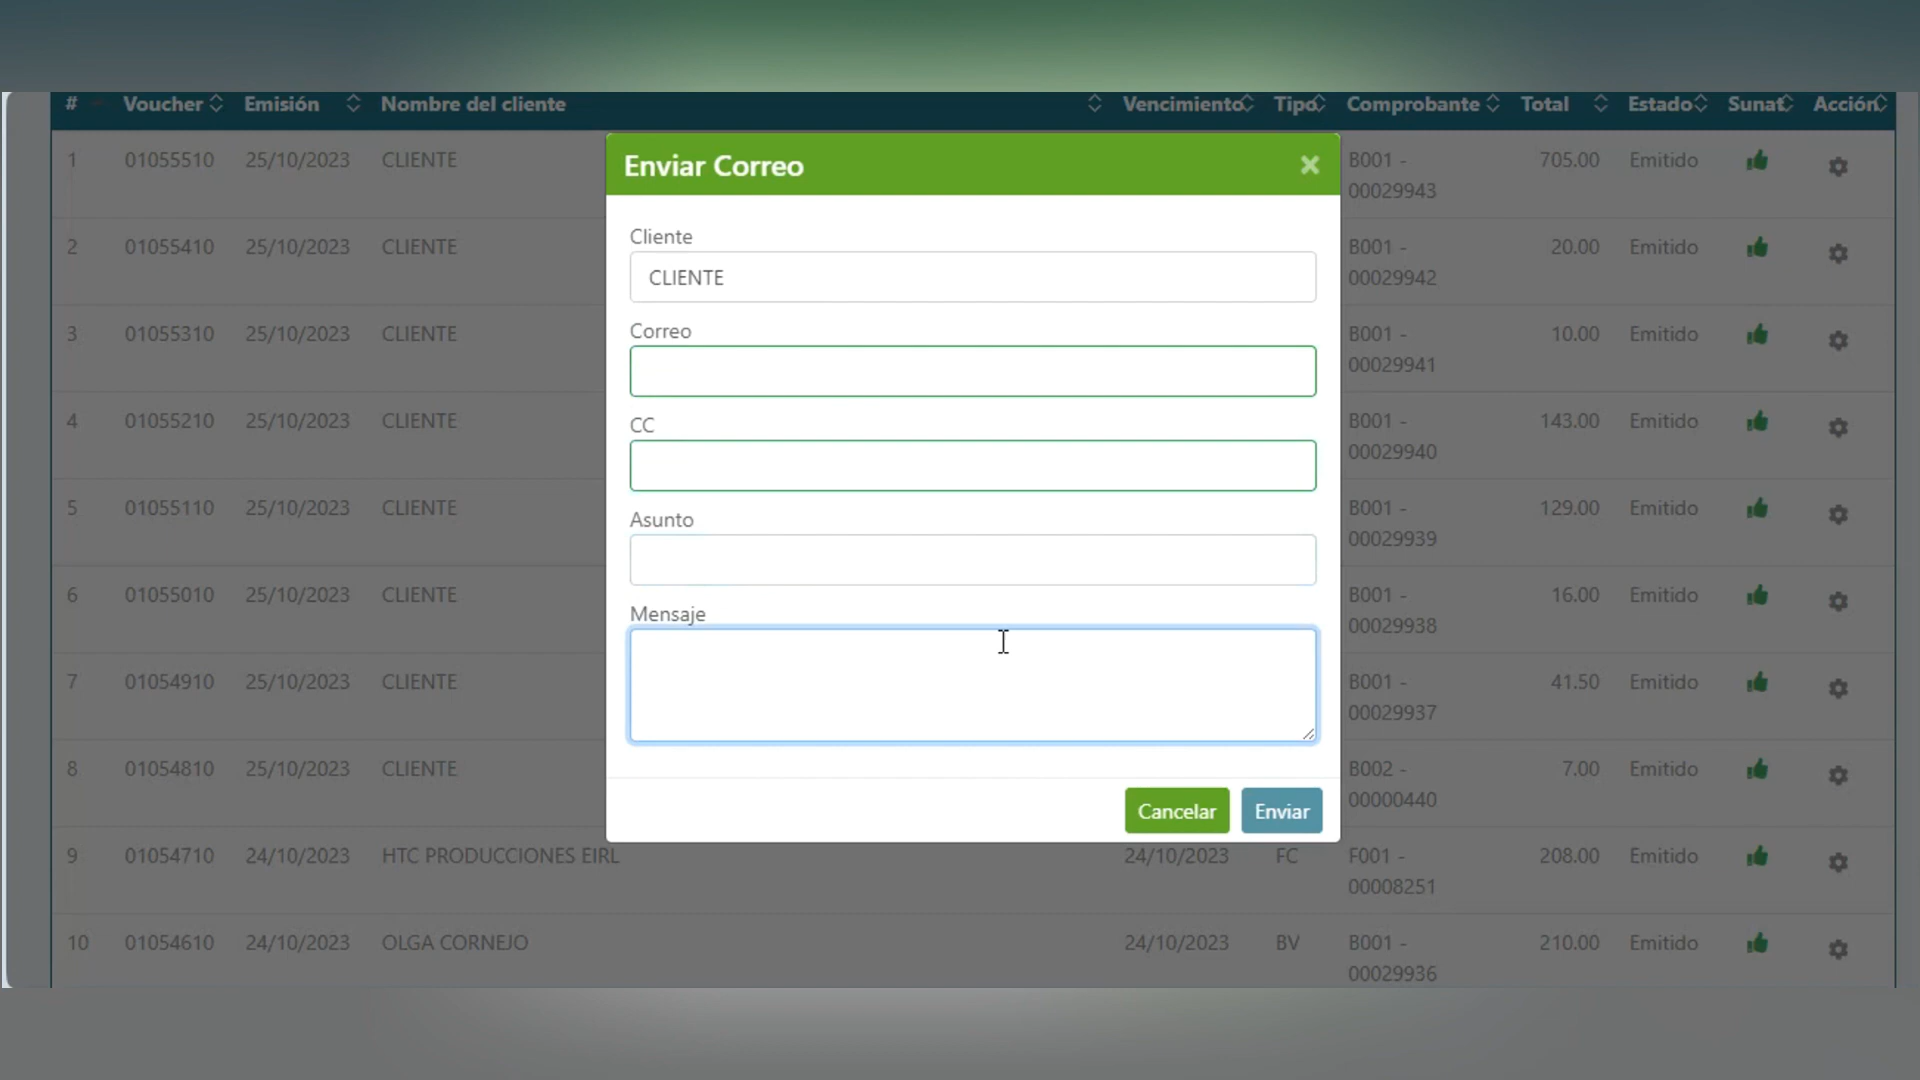 # Voucher Emisión Nombre del cliente Vencimiento Tipo Comprobante Total Estado Sunat Acción
Enviar Correo
Cliente
CLIENTE
Correo
CC
Asunto
Mensaje
Cancelar Enviar
1 01055510 25/10/2023 CLIENTE B001 - 705.00 Emitido
00029943
2 01055410 25/10/2023 CLIENTE B001 - 20.00 Emitido
00029942
3 01055310 25/10/2023 CLIENTE B001 - 10.00 Emitido
00029941
4 01055210 25/10/2023 CLIENTE B001 - 143.00 Emitido
00029940
5 01055110 25/10/2023 CLIENTE B001 - 129.00 Emitido
00029939
6 01055010 25/10/2023 CLIENTE B001 - 16.00 Emitido
00029938
7 01054910 25/10/2023 CLIENTE B001 - 41.50 Emitido
00029937
8 01054810 25/10/2023 CLIENTE B002 - 7.00 Emitido
00000440
9 01054710 24/10/2023 HTC PRODUCCIONES EIRL 24/10/2023 FC F001 - 208.00 Emitido
00008251
10 01054610 24/10/2023 OLGA CORNEJO 24/10/2023 BV B001 - 210.00 Emitido
00029936